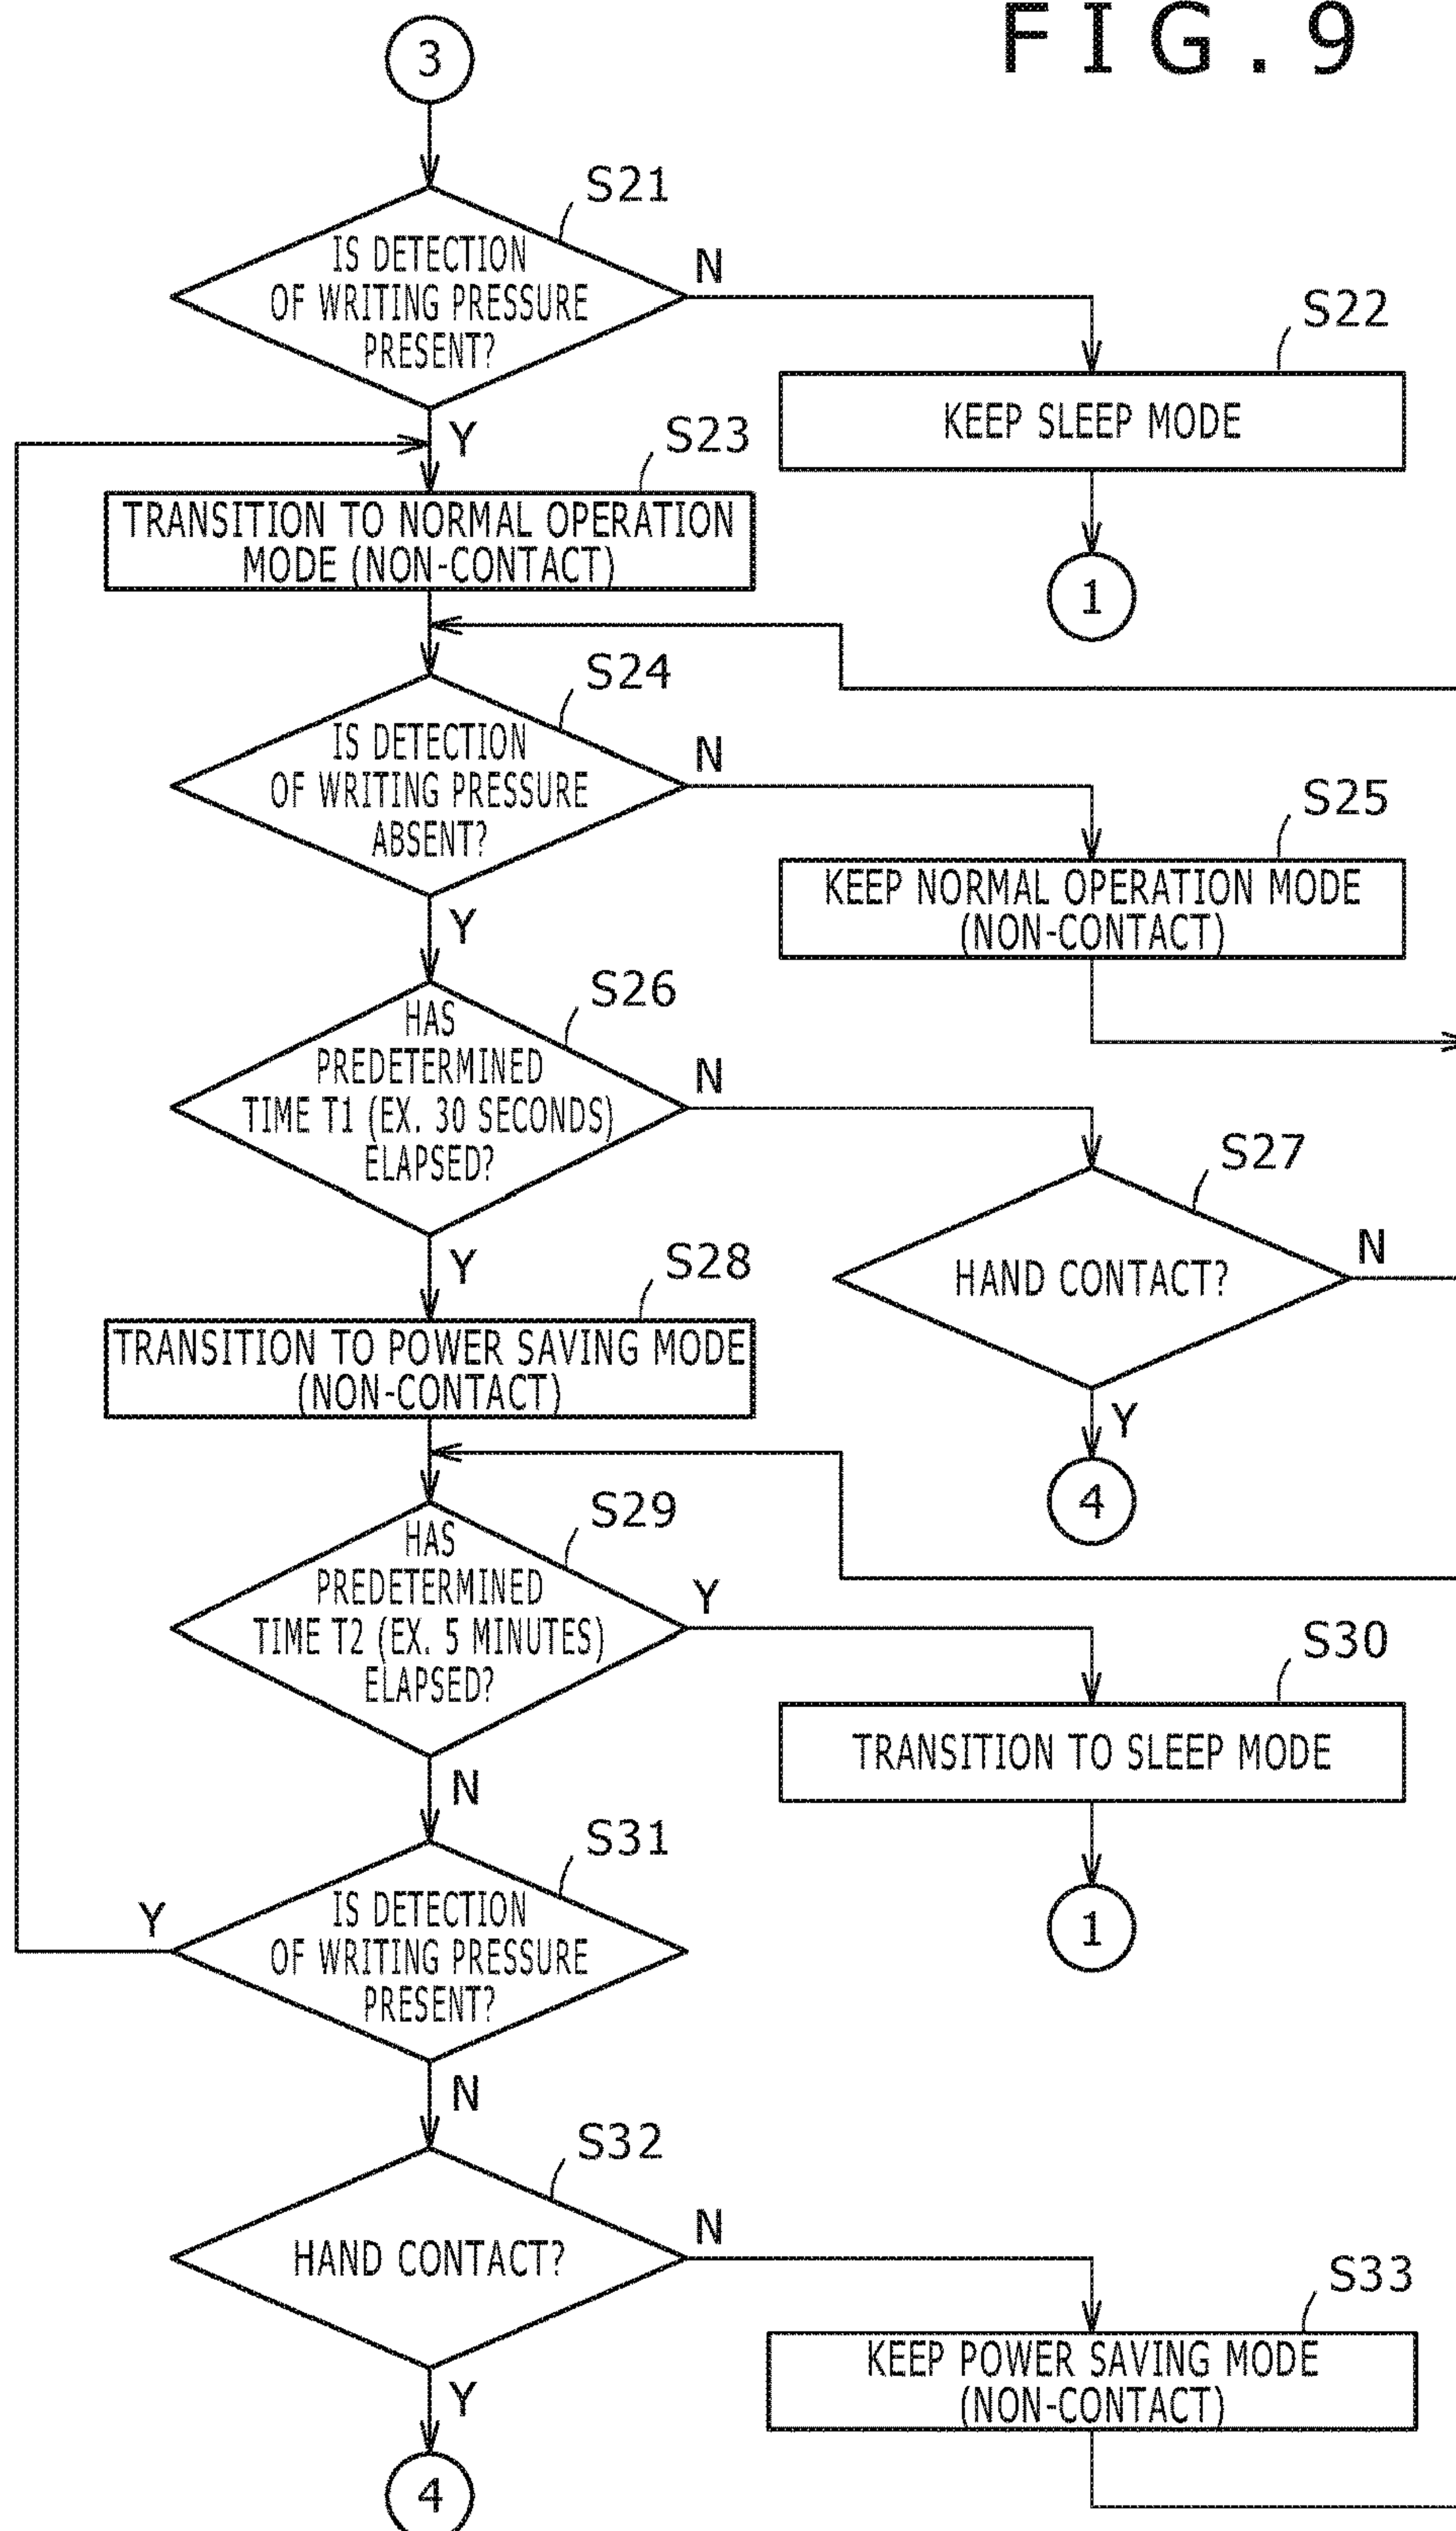 FIG.9
3
S21
IS DETECTION
OF WRITING PRESSURE
PRESENT?
N
Y
S22
KEEP SLEEP MODE
1
S23
TRANSITION TO NORMAL OPERATION
MODE (NON-CONTACT)
S24
IS DETECTION
OF WRITING PRESSURE
ABSENT?
N
Y
S25
KEEP NORMAL OPERATION MODE
(NON-CONTACT)
S26
HAS
PREDETERMINED
TIME T1 (EX. 30 SECONDS)
ELAPSED?
N
Y
S27
HAND CONTACT?
N
Y
4
S28
TRANSITION TO POWER SAVING MODE
(NON-CONTACT)
S29
HAS
PREDETERMINED
TIME T2 (EX. 5 MINUTES)
ELAPSED?
Y
N
S30
TRANSITION TO SLEEP MODE
1
S31
IS DETECTION
OF WRITING PRESSURE
PRESENT?
Y
N
S32
HAND CONTACT?
N
Y
S33
KEEP POWER SAVING MODE
(NON-CONTACT)
4